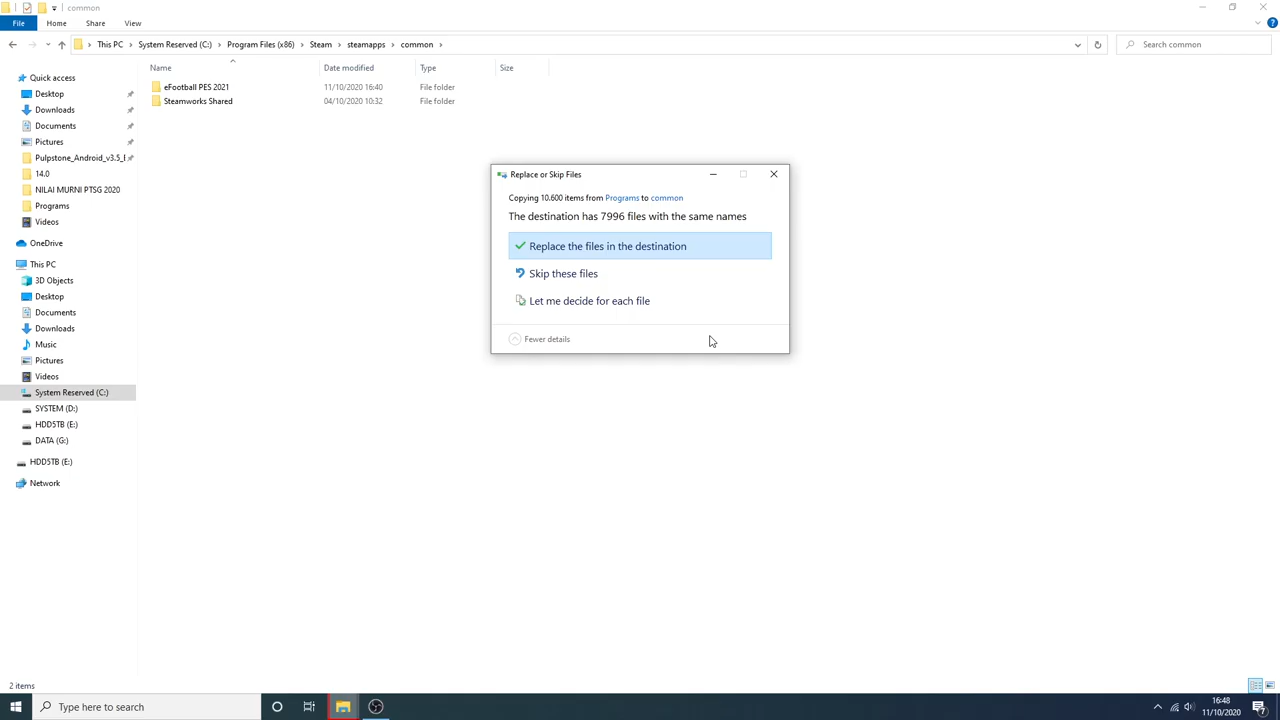 common
File Home Share View
This PC System Reserved (C:) Program Files (x86) Steam steamapps common
Search common
Name Date modified Type Size
eFootball PES 2021 11/10/2020 16:40 File folder
Steamworks Shared 04/10/2020 10:32 File folder
Quick access
Desktop
Downloads
Documents
Pictures
Pulpstone_Android_v3.5_E
14.0
NILAI MURNI PTSG 2020
Programs
Videos
OneDrive
This PC
3D Objects
Desktop
Documents
Downloads
Music
Pictures
Videos
System Reserved (C:)
SYSTEM (D:)
HDD5TB (E:)
DATA (G:)
HDD5TB (E:)
Network
Replace or Skip Files
Copying 10.600 items from Programs to common
The destination has 7996 files with the same names
Replace the files in the destination
Skip these files
Let me decide for each file
Fewer details
2 items
Type here to search
16:48
11/10/2020